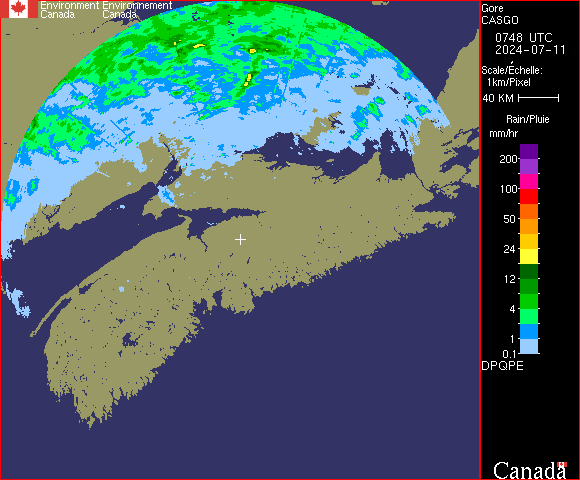 Environment Environnement
Canada Canada
Gore
CASGO
0748 UTC
2024-07-11
Scale/Échelle:
1km/Pixel
40 KM
Rain/Pluie
mm/hr
200
100
50
24
12
4
1
0.1
DPQPE
Canada